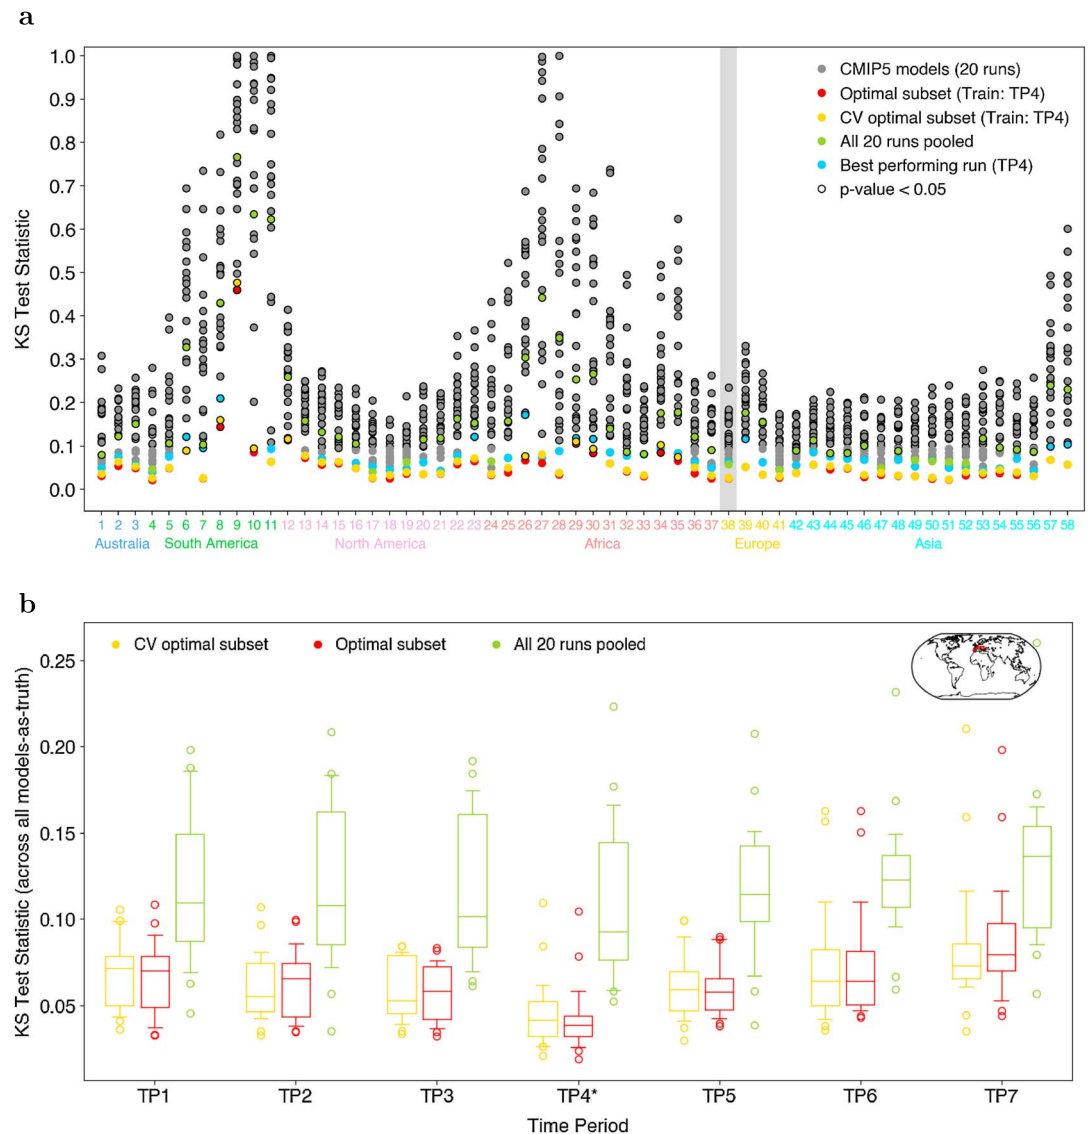 a
KS Test Statistic
1.0
0.9
0.8
0.7
0.6
0.5
0.4
0.3
0.2
0.1
0.0
CMIP5 models (20 runs)
Optimal subset (Train: TP4)
CV optimal subset (Train: TP4)
All 20 runs pooled
Best performing run (TP4)
p-value < 0.05
1 2 3 4 5 6 7 8 9 10 11 12 13 14 15 16 17 18 19 20 21 22 23 24 25 26 27 28 29 30 31 32 33 34 35 36 37 38 39 40 41 42 43 44 45 46 47 48 49 50 51 52 53 54 55 56 57 58
Australia South America North America Africa Europe Asia
b
KS Test Statistic (across all models-as-truth)
CV optimal subset Optimal subset All 20 runs pooled
0.25
0.20
0.15
0.10
0.05
TP1 TP2 TP3 TP4* TP5 TP6 TP7
Time Period